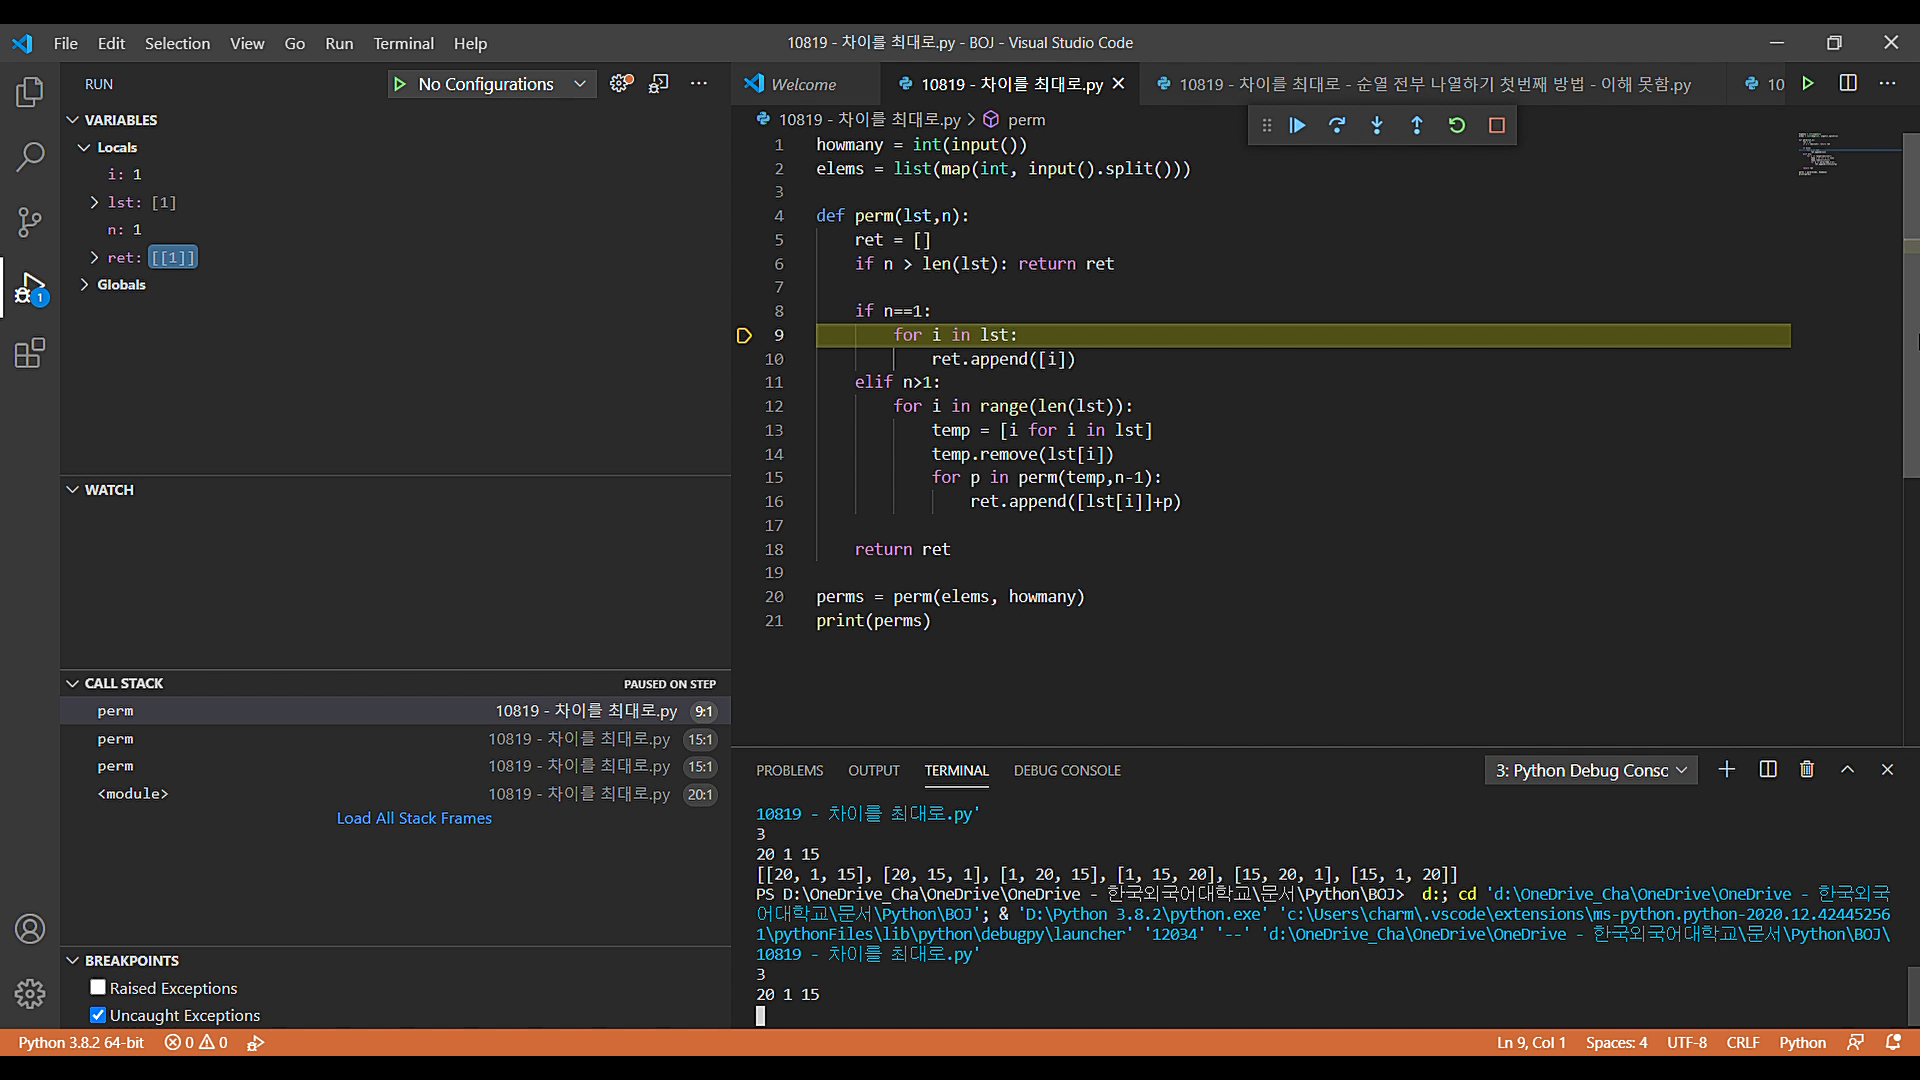 File Edit Selection View Go Run Terminal Help
10819 - 차이를 최대로.py - BOJ - Visual Studio Code
RUN
No Configurations
Welcome
10819 - 차이를 최대로.py
10819 - 차이를 최대로 - 순열 전부 나열하기 첫번째 방법 - 이해 못함.py
10
VARIABLES
Locals
i: 1
lst: [1]
n: 1
ret: [[1]]
Globals
WATCH
CALL STACK
PAUSED ON STEP
perm 10819 - 차이를 최대로.py 9:1
perm 10819 - 차이를 최대로.py 15:1
perm 10819 - 차이를 최대로.py 15:1
<module> 10819 - 차이를 최대로.py 20:1
Load All Stack Frames
BREAKPOINTS
Raised Exceptions
Uncaught Exceptions
1
10819 - 차이를 최대로.py > perm
1 howmany = int(input())
2 elems = list(map(int, input().split()))
3
4 def perm(lst,n):
5     ret = []
6     if n > len(lst): return ret
7
8     if n==1:
9         for i in lst:
10             ret.append([i])
11     elif n>1:
12         for i in range(len(lst)):
13             temp = [i for i in lst]
14             temp.remove(lst[i])
15             for p in perm(temp,n-1):
16                 ret.append([lst[i]]+p)
17
18     return ret
19
20 perms = perm(elems, howmany)
21 print(perms)
PROBLEMS OUTPUT TERMINAL DEBUG CONSOLE
3: Python Debug Consc
10819 - 차이를 최대로.py'
3
20 1 15
[[20, 1, 15], [20, 15, 1], [1, 20, 15], [1, 15, 20], [15, 20, 1], [15, 1, 20]]
PS D:\OneDrive_Cha\OneDrive\OneDrive - 한국외국어대학교\문서\Python\BOJ>  d:; cd 'd:\OneDrive_Cha\OneDrive\OneDrive - 한국외국
어대학교\문서\Python\BOJ'; & 'D:\Python 3.8.2\python.exe' 'c:\Users\charm\.vscode\extensions\ms-python.python-2020.12.42445256
1\pythonFiles\lib\python\debugpy\launcher' '12034' '--' 'd:\OneDrive_Cha\OneDrive\OneDrive - 한국외국어대학교\문서\Python\BOJ\
10819 - 차이를 최대로.py'
3
20 1 15
Python 3.8.2 64-bit
0 0
Ln 9, Col 1
Spaces: 4
UTF-8
CRLF
Python